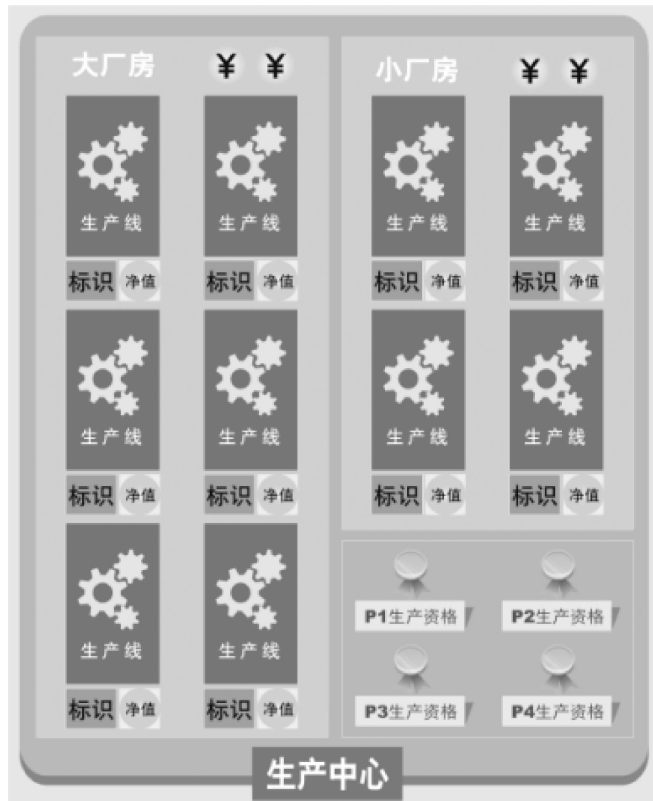 大厂房 ¥ ¥
生产线 生产线
标识 净值 标识 净值
生产线 生产线
标识 净值 标识 净值
生产线 生产线
标识 净值 标识 净值
小厂房 ¥ ¥
生产线 生产线
标识 净值 标识 净值
生产线 生产线
标识 净值 标识 净值
P1生产资格 P2生产资格
P3生产资格 P4生产资格
生产中心